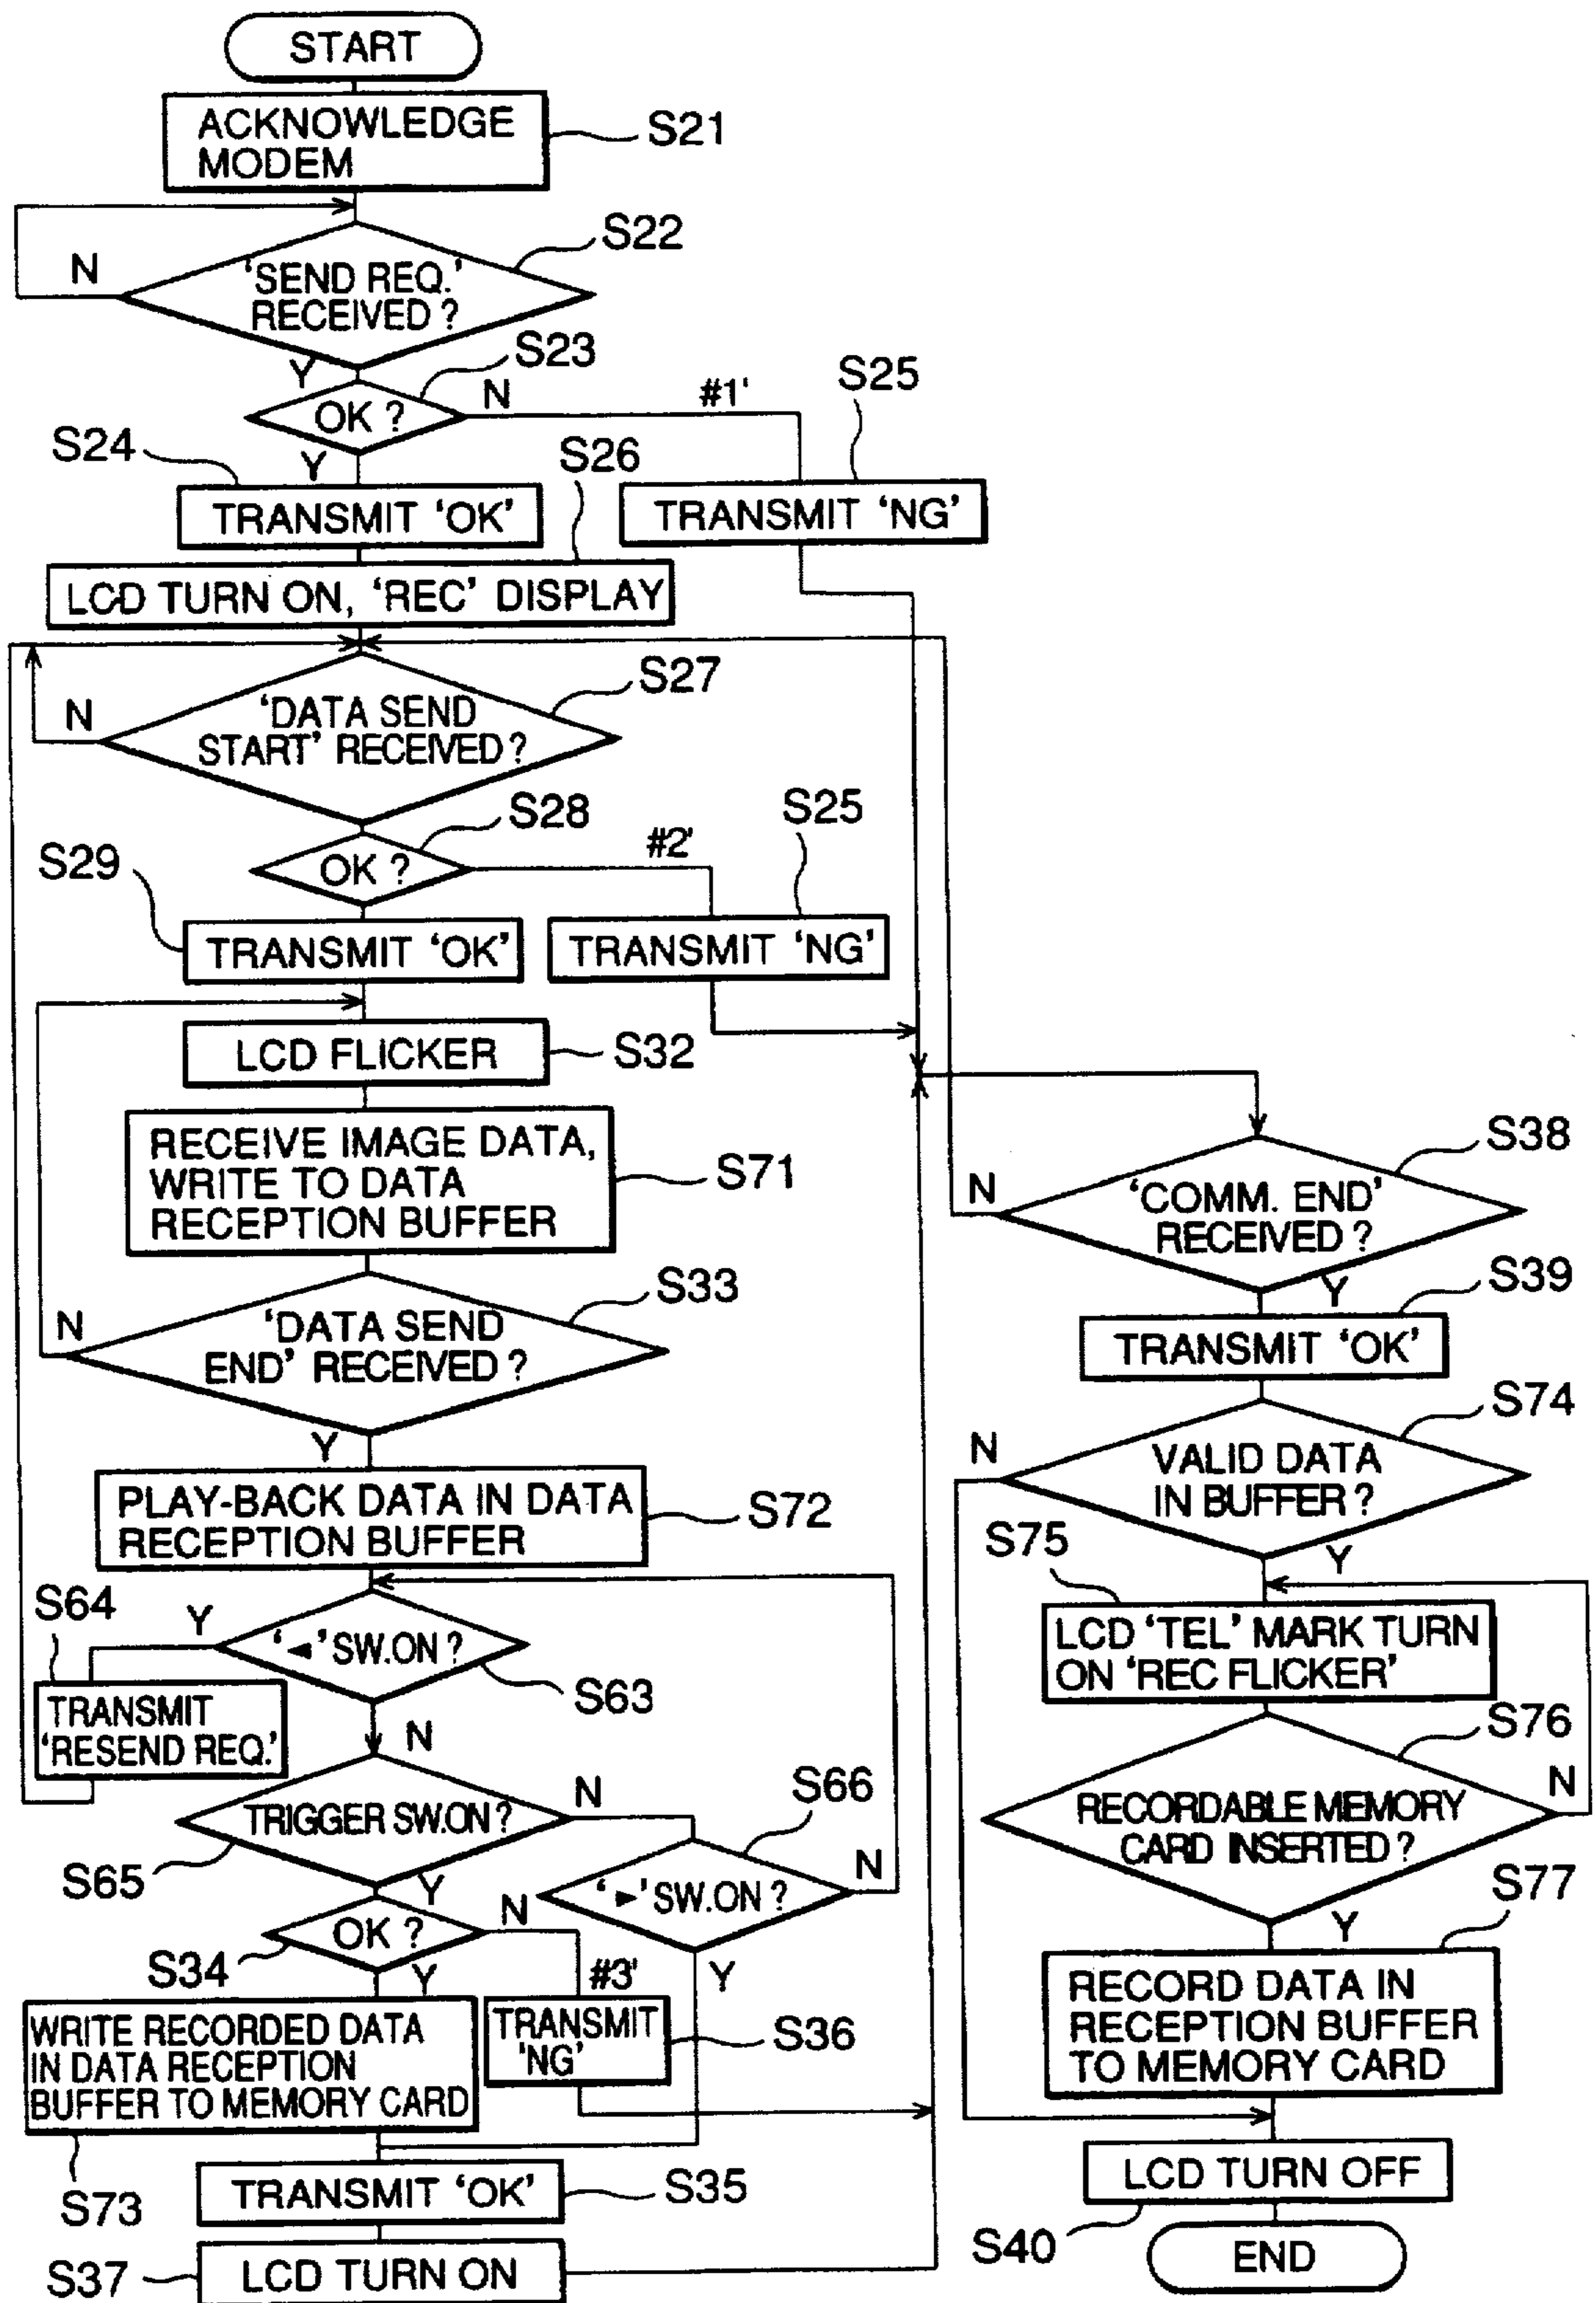 START
ACKNOWLEDGE
MODEM
S21
S22
N
'SEND REQ.'
RECEIVED ?
Y
S23
OK ?
N
#1'
S25
S24
Y
S26
TRANSMIT 'OK'
TRANSMIT 'NG'
LCD TURN ON, 'REC' DISPLAY
S27
N
'DATA SEND
START' RECEIVED ?
S28
OK ?
#2'
S25
S29
TRANSMIT 'OK'
TRANSMIT 'NG'
LCD FLICKER
S32
RECEIVE IMAGE DATA,
WRITE TO DATA
RECEPTION BUFFER
S71
S33
N
'DATA SEND
END' RECEIVED ?
Y
PLAY-BACK DATA IN DATA
RECEPTION BUFFER
S72
S64
Y
'◄' SW.ON ?
S63
TRANSMIT
'RESEND REQ.'
N
TRIGGER SW.ON ?
N
S66
S65
Y
'►' SW.ON ?
N
OK ?
N
S34
Y
#3'
Y
WRITE RECORDED DATA
IN DATA RECEPTION
BUFFER TO MEMORY CARD
TRANSMIT
'NG'
S36
S73
TRANSMIT 'OK'
S35
S37
LCD TURN ON
S38
N
'COMM. END'
RECEIVED ?
Y
S39
TRANSMIT 'OK'
S74
N
VALID DATA
IN BUFFER ?
S75
Y
LCD 'TEL' MARK TURN
ON 'REC FLICKER'
S76
N
RECORDABLE MEMORY
CARD INSERTED ?
S77
Y
RECORD DATA IN
RECEPTION BUFFER
TO MEMORY CARD
LCD TURN OFF
S40
END